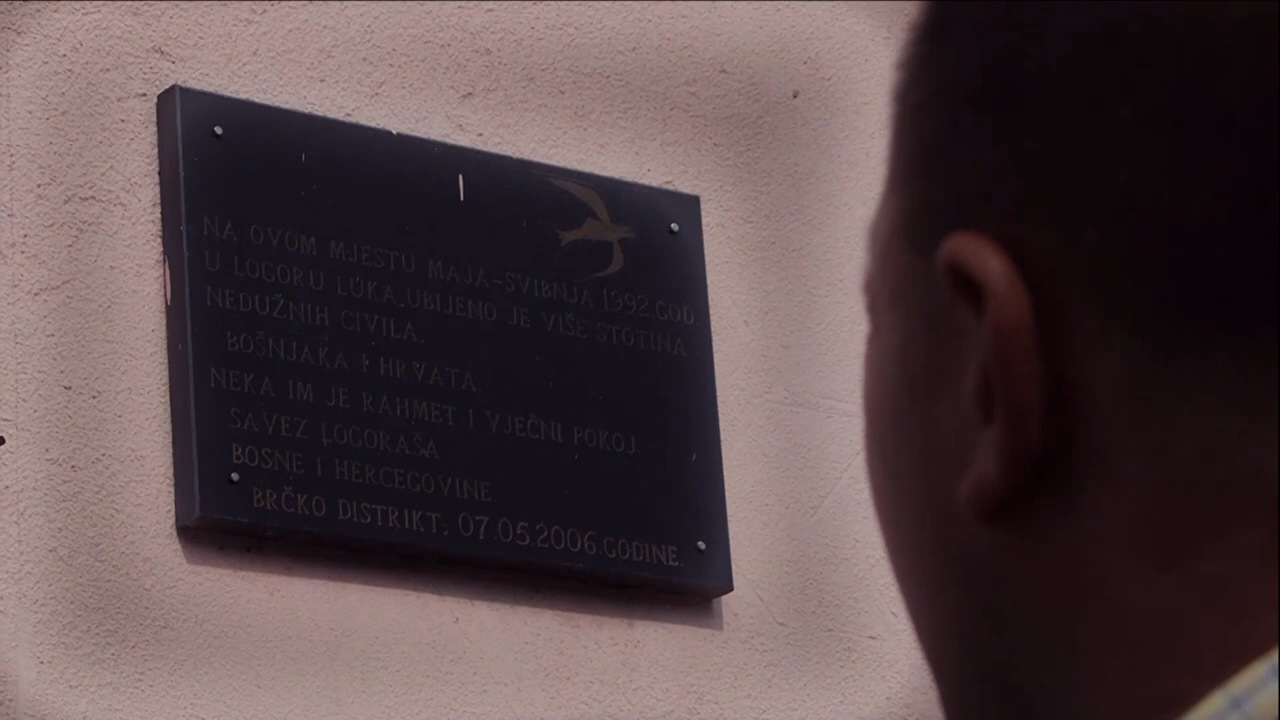 NA OVOM MJESTU MAJA-SVIBNJA 1992.GOD.
U LOGORU LUKA,UBIJENO JE VIŠE STOTINA
NEDUŽNIH CIVILA.
BOŠNJAKA I HRVATA.
NEKA IM JE RAHMET I VJEČNI POKOJ
SAVEZ LOGORAŠA
BOSNE I HERCEGOVINE.
BRČKO DISTRIKT: 07.05.2006.GODINE.